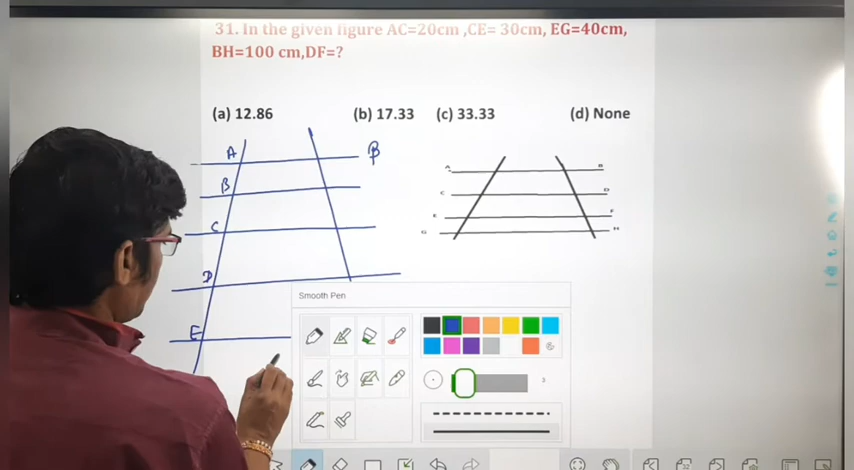 31. In the given figure AC=20cm ,CE= 30cm, EG=40cm,
BH=100 cm,DF=?
(a) 12.86 (b) 17.33 (c) 33.33 (d) None
A B
B
C
D
E
A B
C D
E F
G H
Smooth Pen
3